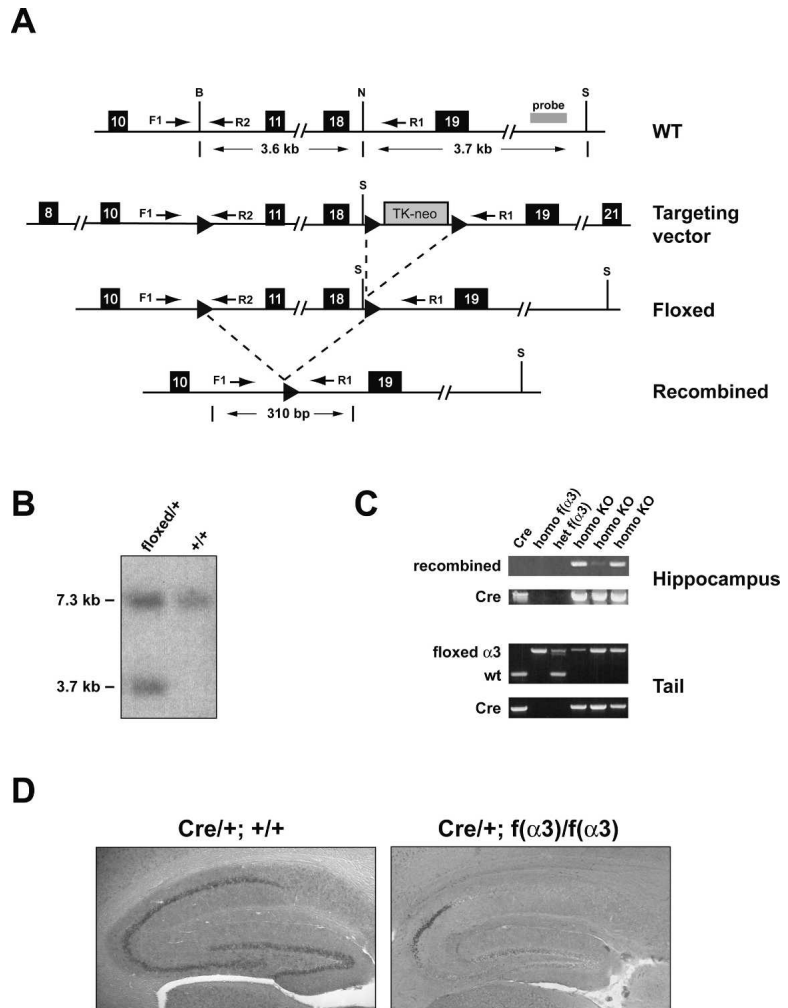 A
B N S
10 F1 R2 11 18 R1 19 probe
WT
3.6 kb 3.7 kb
S
8 10 F1 R2 11 18 TK-neo R1 19 21
Targeting
vector
S S
10 F1 R2 11 18 R1 19
Floxed
S
10 F1 R1 19
Recombined
310 bp
B
floxed/+ +/+
7.3 kb –
3.7 kb –
C
Cre homo f(α3) het f(α3) homo KO homo KO homo KO
recombined
Hippocampus
Cre
floxed α3
wt
Tail
Cre
D
Cre/+; +/+ Cre/+; f(α3)/f(α3)